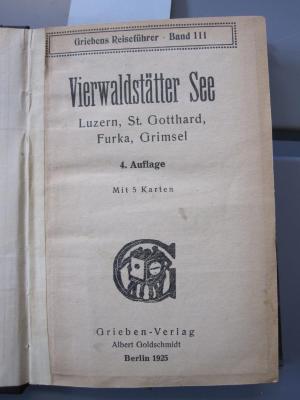 Griebens Reiseführer · Band 111
Vierwaldstätter See
Luzern, St. Gotthard,
Furka, Grimsel
4. Auflage
Mit 5 Karten
G
Grieben-Verlag
Albert Goldschmidt
Berlin 1925